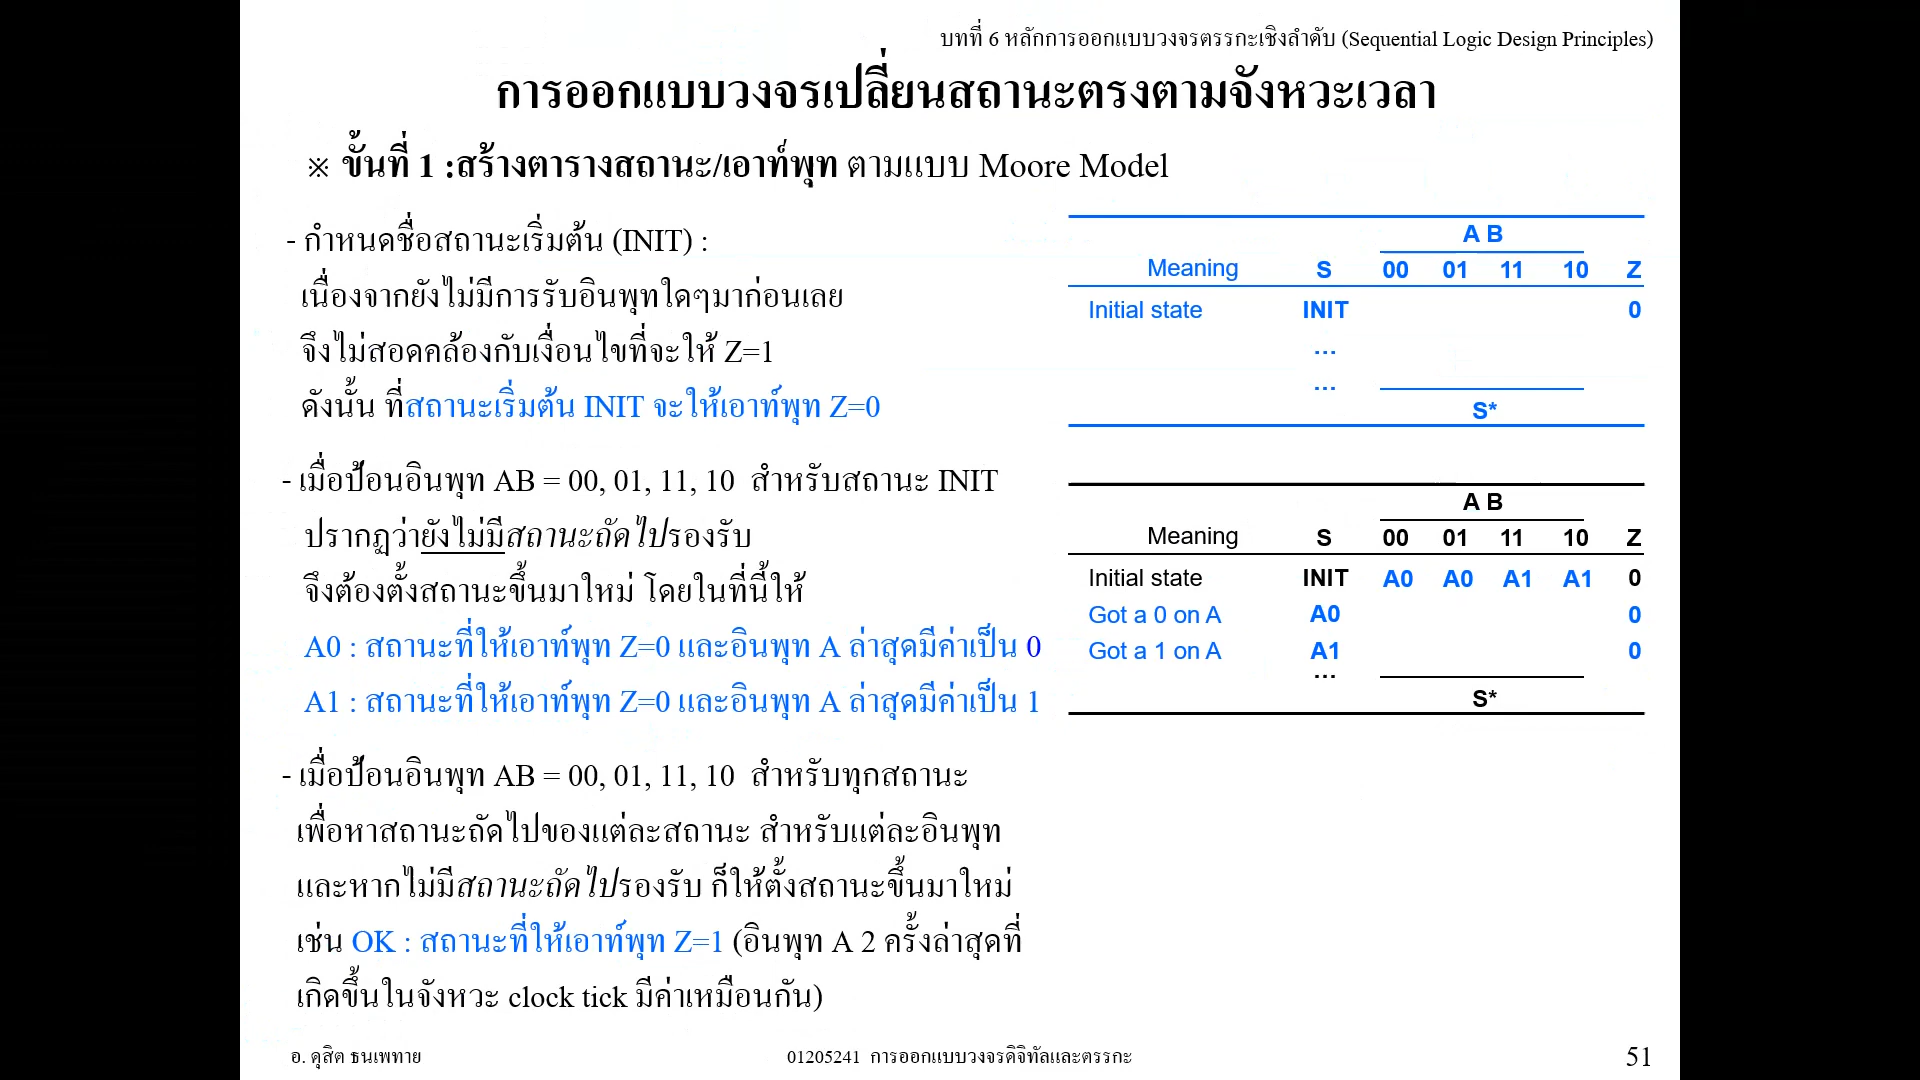 บทที่ 6 หลักการออกแบบวงจรตรรกะเชิงลำดับ (Sequential Logic Design Principles)
การออกแบบวงจรเปลี่ยนสถานะตรงตามจังหวะเวลา
※ ขั้นที่ 1 :สร้างตารางสถานะ/เอาท์พุท ตามแบบ Moore Model
- กำหนดชื่อสถานะเริ่มต้น (INIT) :
เนื่องจากยังไม่มีการรับอินพุทใดๆมาก่อนเลย
จึงไม่สอดคล้องกับเงื่อนไขที่จะให้ Z=1
ดังนั้น ที่สถานะเริ่มต้น INIT จะให้เอาท์พุท Z=0
A B
Meaning S 00 01 11 10 Z
Initial state INIT 0
...
...
S*
- เมื่อป้อนอินพุท AB = 00, 01, 11, 10 สำหรับสถานะ INIT
ปรากฏว่ายังไม่มีสถานะถัดไปรองรับ
จึงต้องตั้งสถานะขึ้นมาใหม่ โดยในที่นี้ให้
A0 : สถานะที่ให้เอาท์พุท Z=0 และอินพุท A ล่าสุดมีค่าเป็น 0
A1 : สถานะที่ให้เอาท์พุท Z=0 และอินพุท A ล่าสุดมีค่าเป็น 1
A B
Meaning S 00 01 11 10 Z
Initial state INIT A0 A0 A1 A1 0
Got a 0 on A A0 0
Got a 1 on A A1 0
...
S*
- เมื่อป้อนอินพุท AB = 00, 01, 11, 10 สำหรับทุกสถานะ
เพื่อหาสถานะถัดไปของแต่ละสถานะ สำหรับแต่ละอินพุท
และหากไม่มีสถานะถัดไปรองรับ ก็ให้ตั้งสถานะขึ้นมาใหม่
เช่น OK : สถานะที่ให้เอาท์พุท Z=1 (อินพุท A 2 ครั้งล่าสุดที่
เกิดขึ้นในจังหวะ clock tick มีค่าเหมือนกัน)
อ. ดุสิต ธนเพทาย
01205241 การออกแบบวงจรดิจิทัลและตรรกะ
51